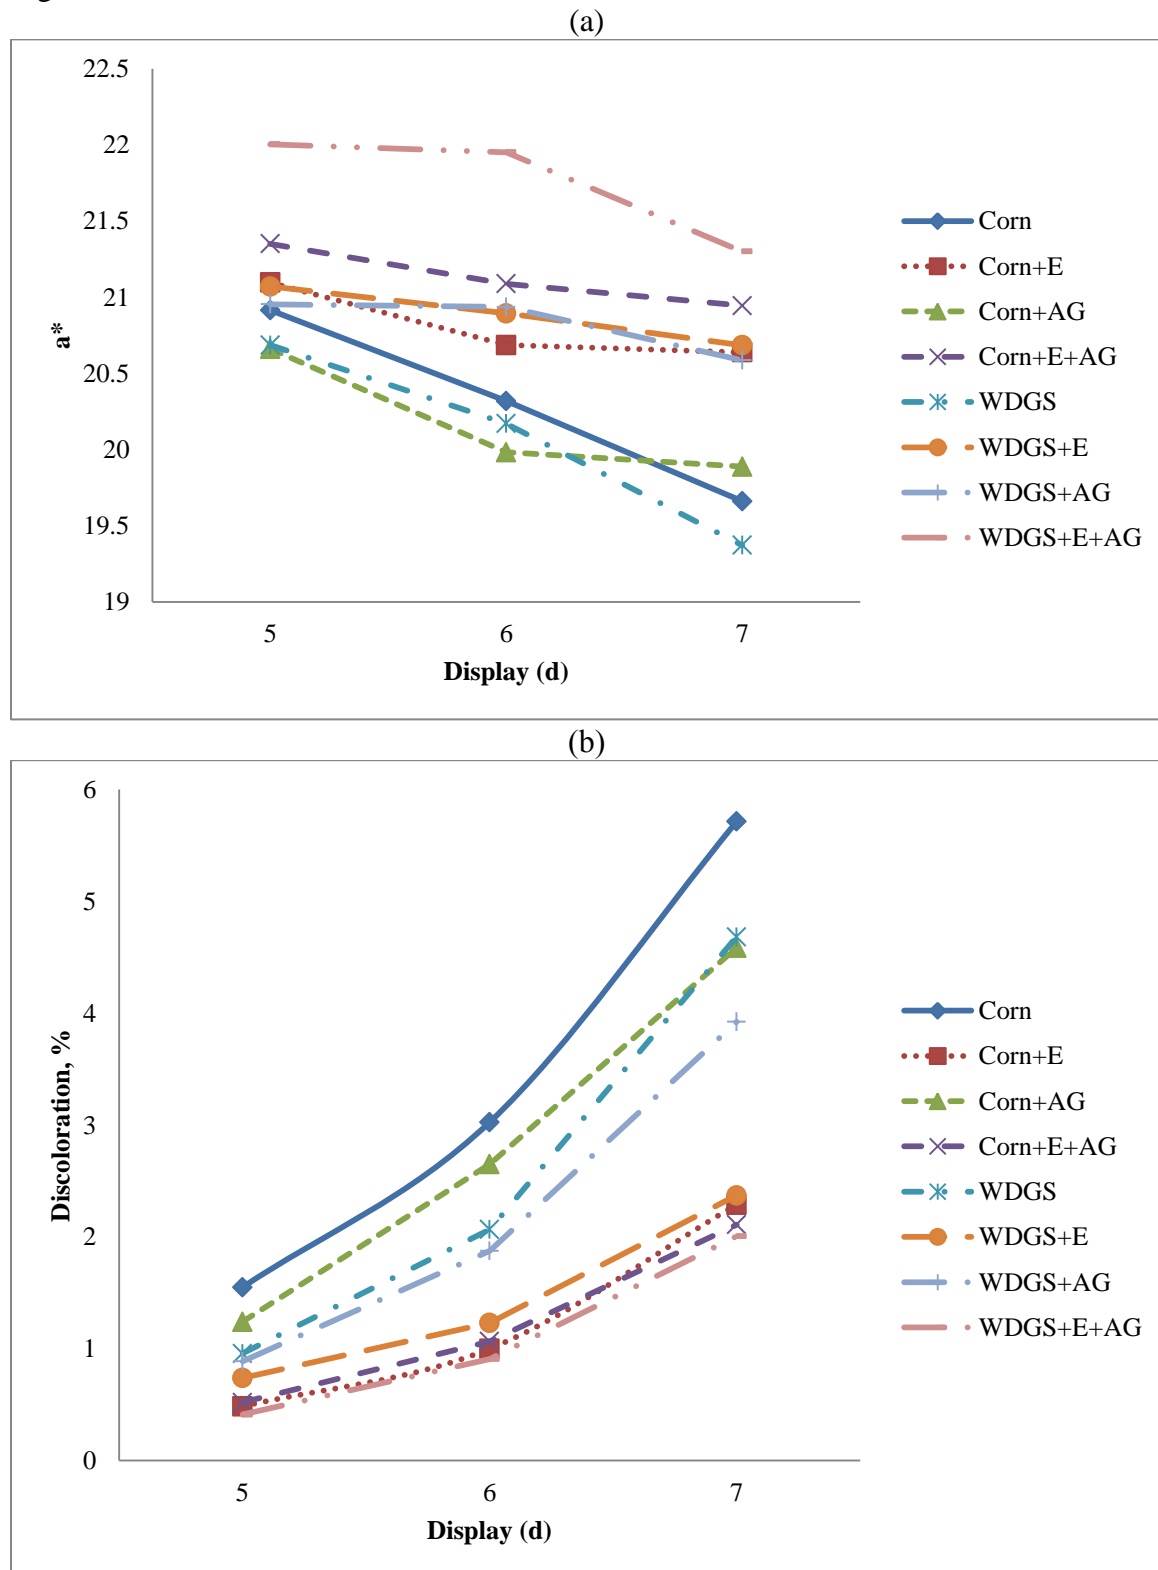 (a)
22.5
22
21.5
21
20.5
20
19.5
19
a*
5 6 7
Display (d)
Corn
Corn+E
Corn+AG
Corn+E+AG
WDGS
WDGS+E
WDGS+AG
WDGS+E+AG
(b)
6
5
4
3
2
1
0
Discoloration, %
5 6 7
Display (d)
Corn
Corn+E
Corn+AG
Corn+E+AG
WDGS
WDGS+E
WDGS+AG
WDGS+E+AG